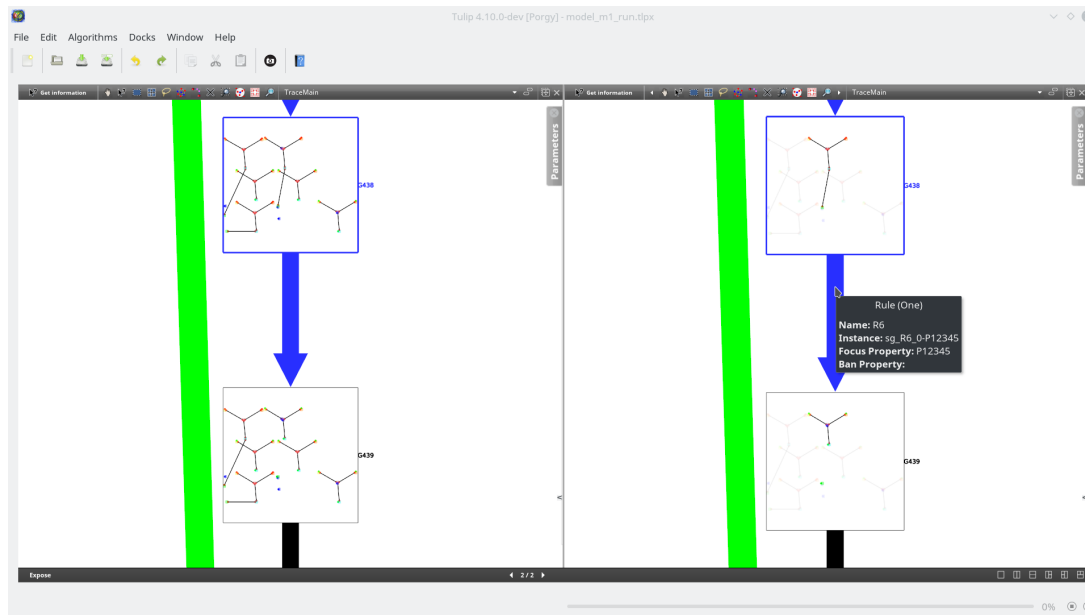 Tulip 4.10.0-dev [Porgy] - model_m1_run.tlpx
File Edit Algorithms Docks Window Help
Get information TraceMain
Get information TraceMain
Parameters
Parameters
G438
G438
Rule (One)
Name: R6
Instance: sg_R6_0-P12345
Focus Property: P12345
Ban Property:
G439
G439
Expose 2/2
0%